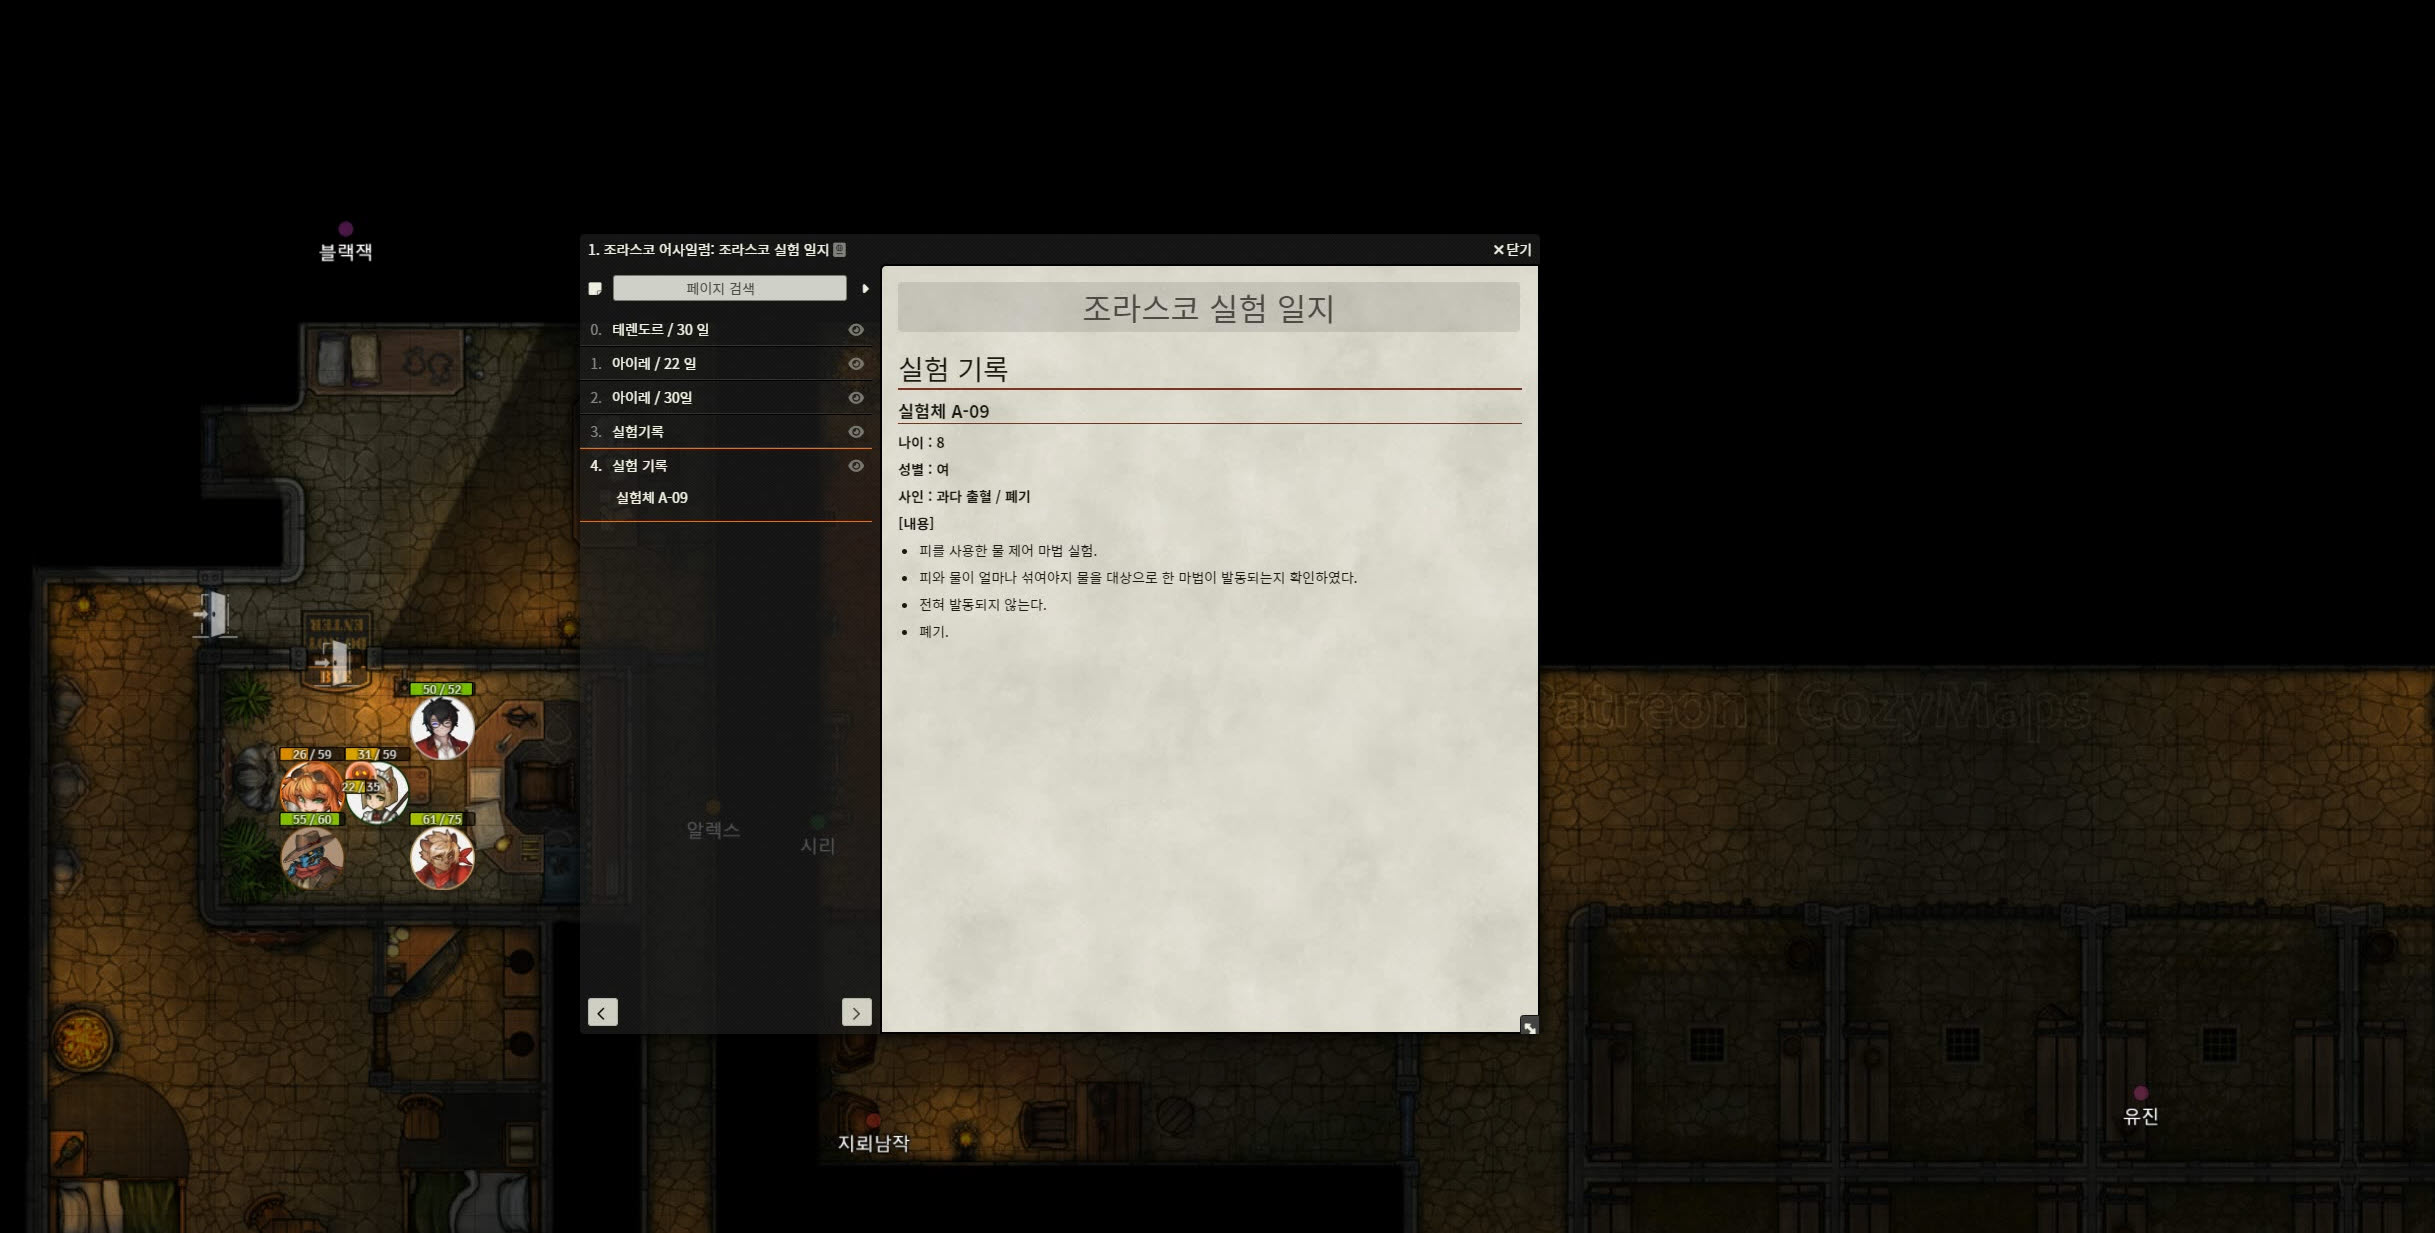 블랙잭
1. 조라스코 어사일럼: 조라스코 실험 일지
닫기
페이지 검색
0. 테렌도르 / 30 일
1. 아이레 / 22 일
2. 아이레 / 30일
3. 실험기록
4. 실험 기록
실험체 A-09
조라스코 실험 일지
실험 기록
실험체 A-09
나이 : 8
성별 : 여
사인 : 과다 출혈 / 폐기
[내용]
피를 사용한 물 제어 마법 실험.
피와 물이 얼마나 섞여야지 물을 대상으로 한 마법이 발동되는지 확인하였다.
전혀 발동되지 않는다.
폐기.
ENTER
50 / 52
26 / 59
31 / 59
22 / 35
55 / 60
61 / 75
알렉스
시리
Patreon | CozyMaps
지뢰남작
유진